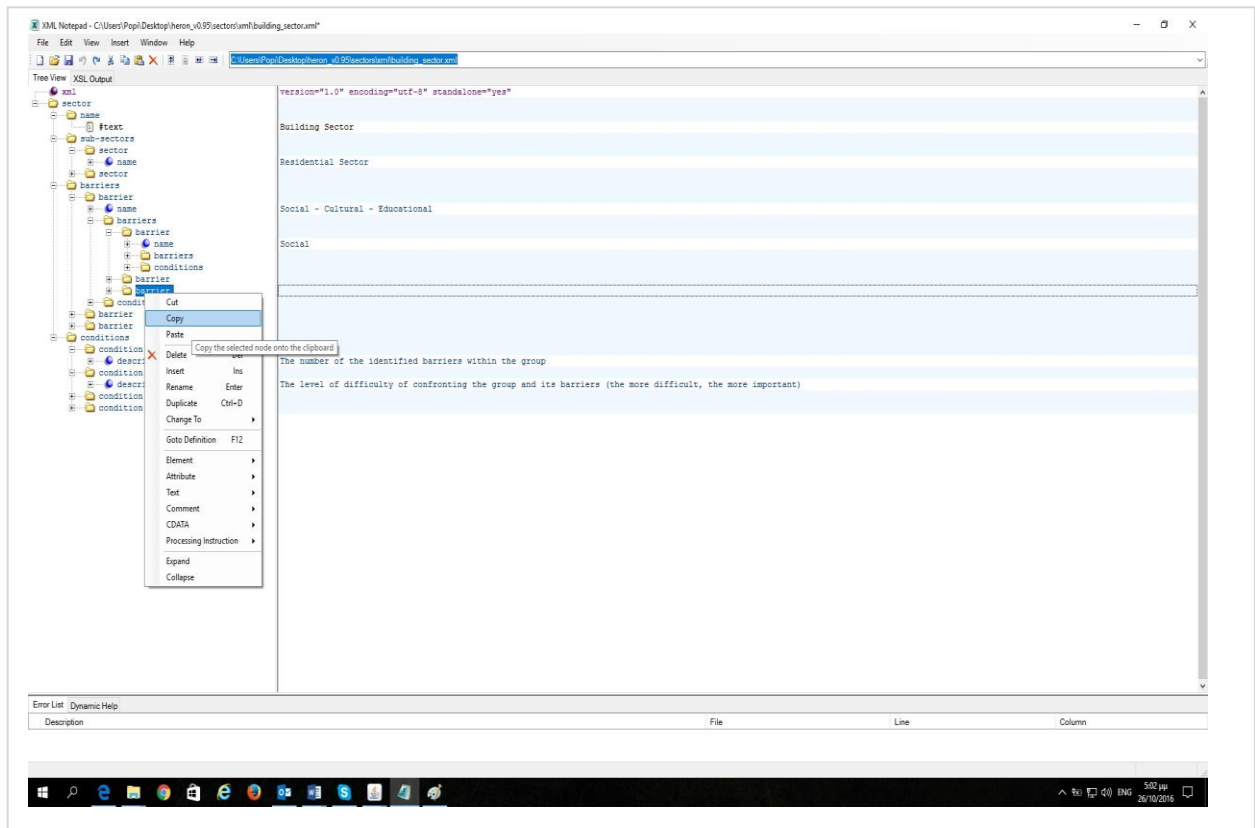 XML Notepad - C:\Users\Popi\Desktop\heron_v0.95\sectors\xml\building_sector.xml*
File Edit View Insert Window Help
C:\Users\Popi\Desktop\heron_v0.95\sectors\xml\building_sector.xml
Tree View XSL Output
xml version="1.0" encoding="utf-8" standalone="yes"
sector
name
#text Building Sector
sub-sectors
sector
name Residential Sector
sector
barriers
barrier
name Social - Cultural - Educational
barriers
barrier
name Social
barriers
conditions
barrier
barrier
condit
barrier
barrier
conditions
condition
descri The number of the identified barriers within the group
condition
descri The level of difficulty of confronting the group and its barriers (the more difficult, the more important)
condition
condition
Cut
Copy
Paste
Copy the selected node onto the clipboard
Delete Del
Insert Ins
Rename Enter
Duplicate Ctrl+D
Change To
Goto Definition F12
Element
Attribute
Text
Comment
CDATA
Processing Instruction
Expand
Collapse
Error List Dynamic Help
Description File Line Column
ENG 5:02 μμ
26/10/2016